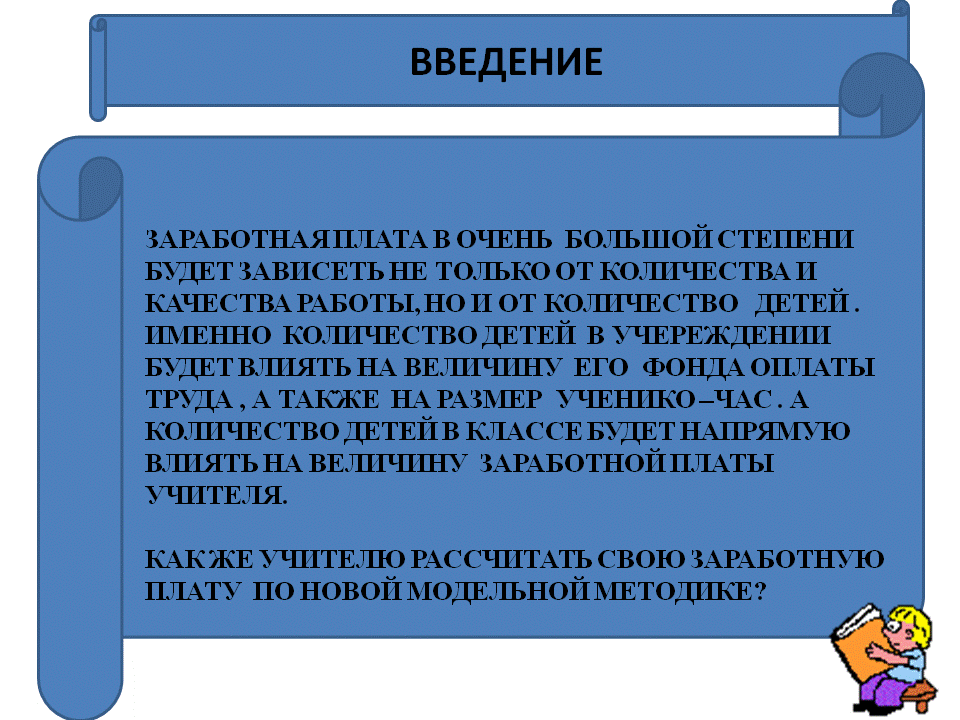 ВВЕДЕНИЕ
ЗАРАБОТНАЯ ПЛАТА В ОЧЕНЬ БОЛЬШОЙ СТЕПЕНИ
БУДЕТ ЗАВИСЕТЬ НЕ ТОЛЬКО ОТ КОЛИЧЕСТВА И
КАЧЕСТВА РАБОТЫ, НО И ОТ КОЛИЧЕСТВО ДЕТЕЙ .
ИМЕННО КОЛИЧЕСТВО ДЕТЕЙ В УЧЕРЕЖДЕНИИ
БУДЕТ ВЛИЯТЬ НА ВЕЛИЧИНУ ЕГО ФОНДА ОПЛАТЫ
ТРУДА , А ТАКЖЕ НА РАЗМЕР УЧЕНИКО –ЧАС . А
КОЛИЧЕСТВО ДЕТЕЙ В КЛАССЕ БУДЕТ НАПРЯМУЮ
ВЛИЯТЬ НА ВЕЛИЧИНУ ЗАРАБОТНОЙ ПЛАТЫ
УЧИТЕЛЯ.
КАК ЖЕ УЧИТЕЛЮ РАССЧИТАТЬ СВОЮ ЗАРАБОТНУЮ
ПЛАТУ ПО НОВОЙ МОДЕЛЬНОЙ МЕТОДИКЕ?